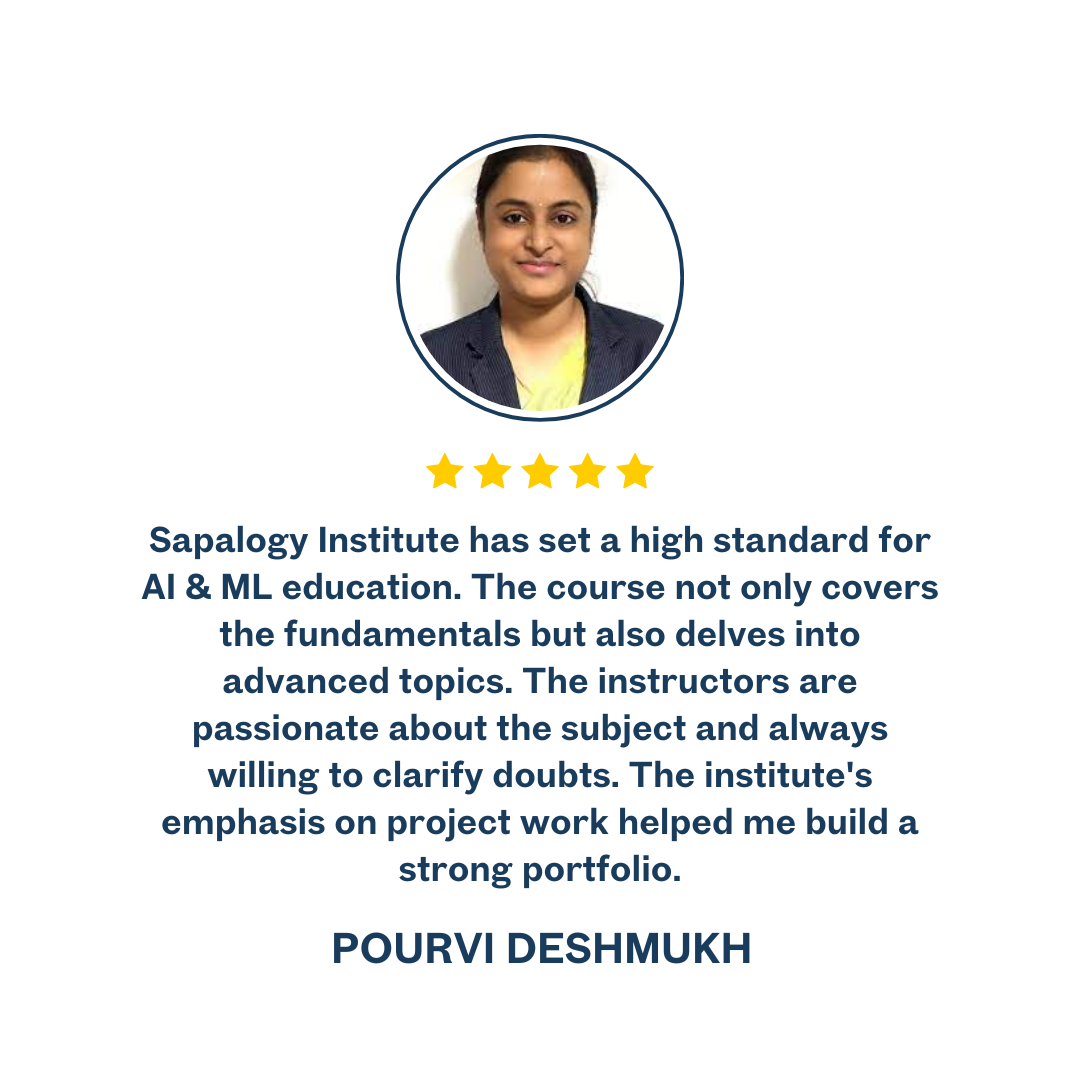 Sapalogy Institute has set a high standard for
AI & ML education. The course not only covers
the fundamentals but also delves into
advanced topics. The instructors are
passionate about the subject and always
willing to clarify doubts. The institute's
emphasis on project work helped me build a
strong portfolio.
POURVI DESHMUKH